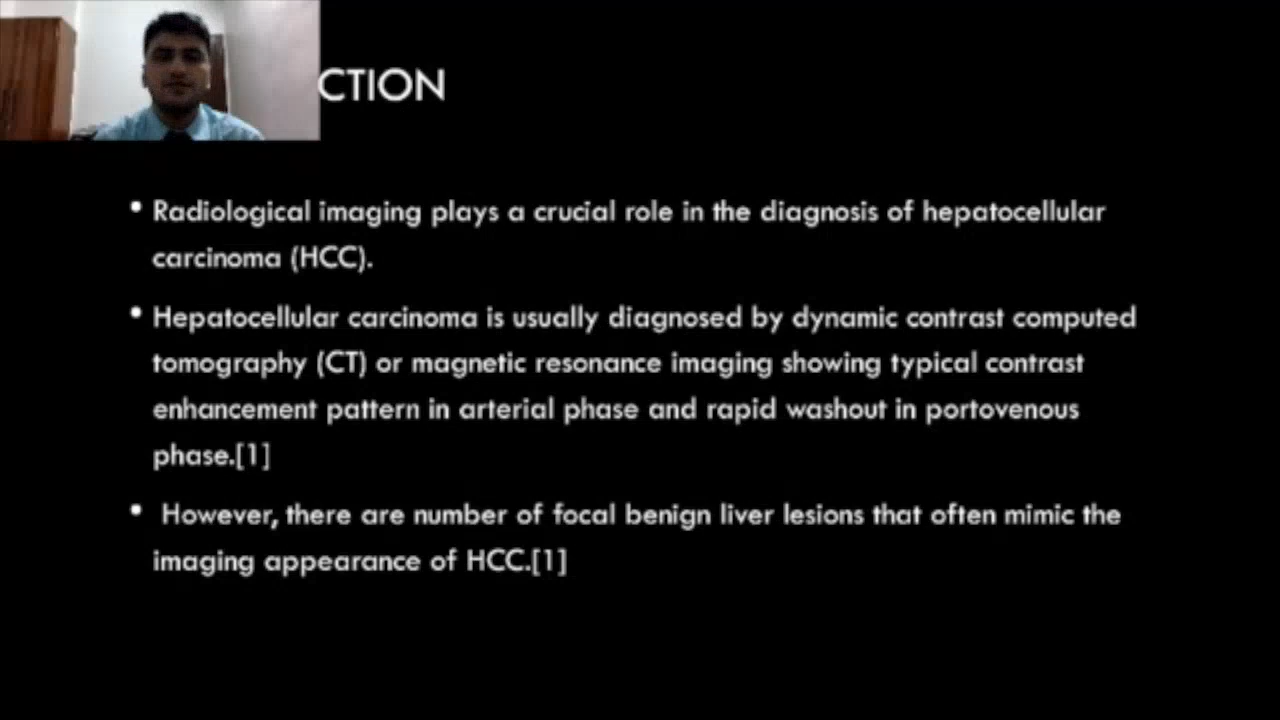 CTION
• Radiological imaging plays a crucial role in the diagnosis of hepatocellular
carcinoma (HCC).
• Hepatocellular carcinoma is usually diagnosed by dynamic contrast computed
tomography (CT) or magnetic resonance imaging showing typical contrast
enhancement pattern in arterial phase and rapid washout in portovenous
phase.[1]
• However, there are number of focal benign liver lesions that often mimic the
imaging appearance of HCC.[1]